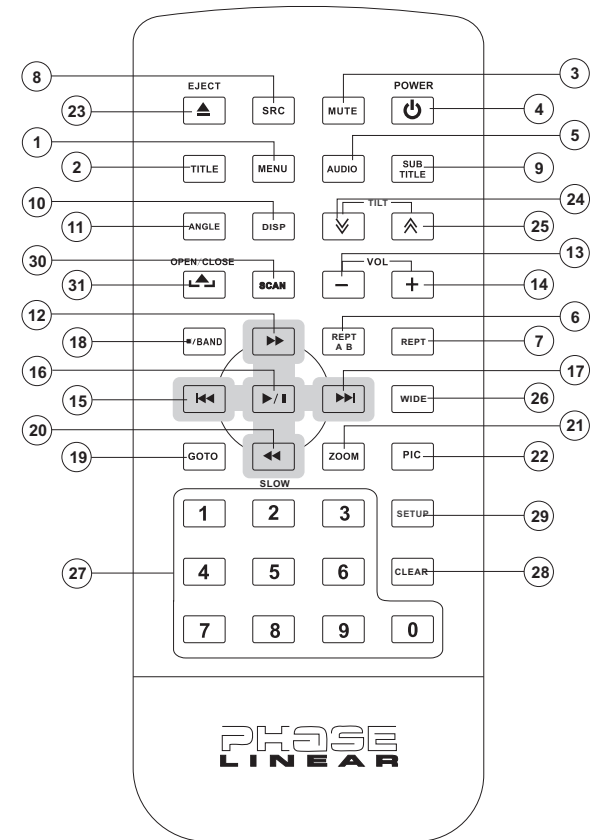 3
8
EJECT
POWER
23
SRC
MUTE
4
1
5
2
TITLE
MENU
AUDIO
SUB
TITLE
9
10
TILT
24
11
ANGLE
DISP
25
30
13
OPEN/CLOSE
VOL
31
SCAN
−
+
14
12
6
18
■/BAND
▶▶
REPT
A B
REPT
7
16
17
15
I◀◀
▶/II
▶▶I
WIDE
26
20
21
19
GOTO
◀◀
ZOOM
PIC
22
SLOW
1 2 3
SETUP
29
27
4 5 6
CLEAR
28
7 8 9 0
PHASE
LINEAR